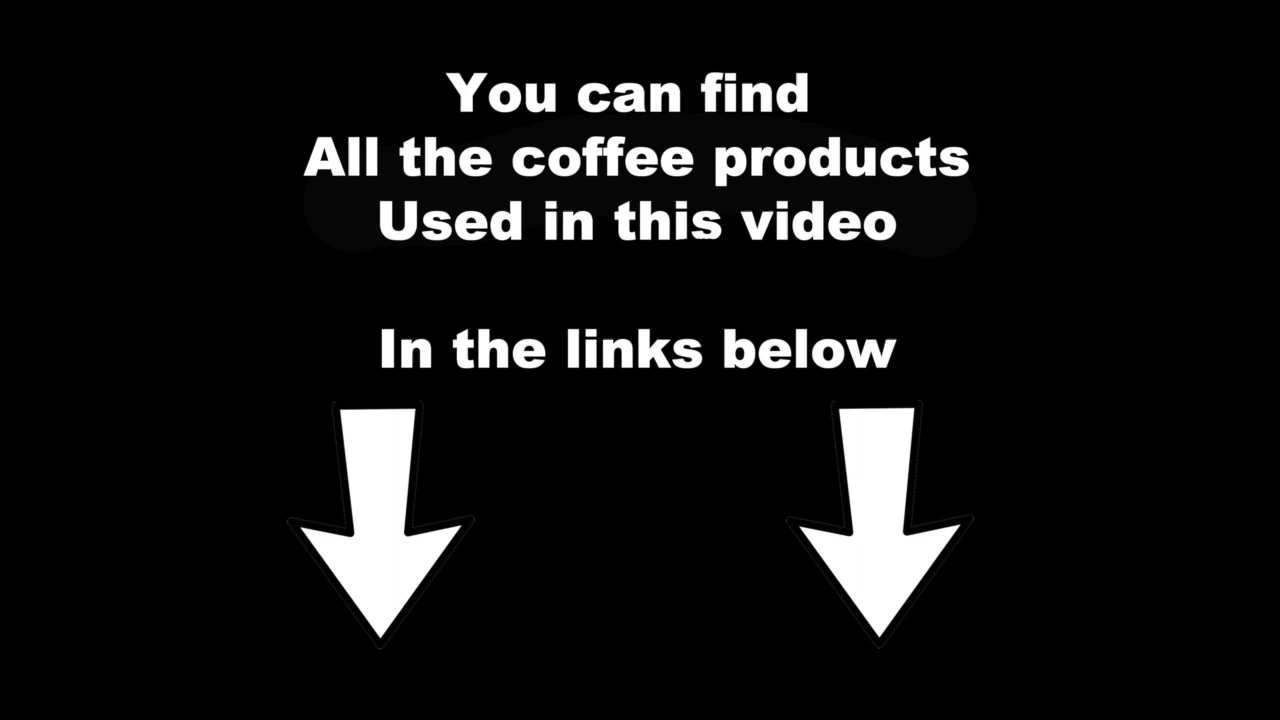 You can find
All the coffee products
Used in this video
In the links below